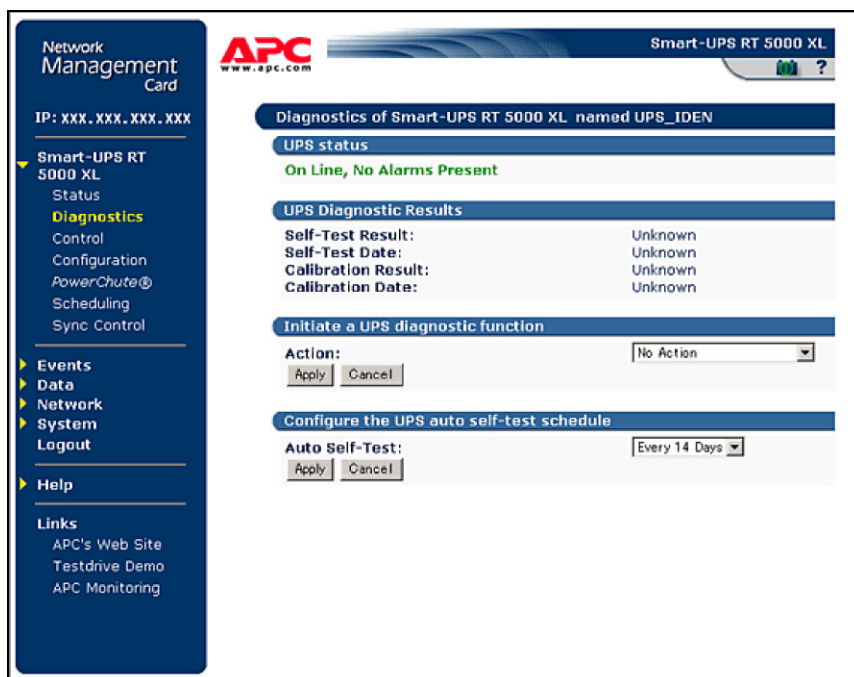 Network
Management
Card
IP: xxx.xxx.xxx.xxx
Smart-UPS RT
5000 XL
Status
Diagnostics
Control
Configuration
PowerChute®
Scheduling
Sync Control
Events
Data
Network
System
Logout
Help
Links
APC's Web Site
Testdrive Demo
APC Monitoring
APC
www.apc.com
Smart-UPS RT 5000 XL
?
Diagnostics of Smart-UPS RT 5000 XL named UPS_IDEN
UPS status
On Line, No Alarms Present
UPS Diagnostic Results
Self-Test Result: Unknown
Self-Test Date: Unknown
Calibration Result: Unknown
Calibration Date: Unknown
Initiate a UPS diagnostic function
Action: No Action
Apply Cancel
Configure the UPS auto self-test schedule
Auto Self-Test: Every 14 Days
Apply Cancel